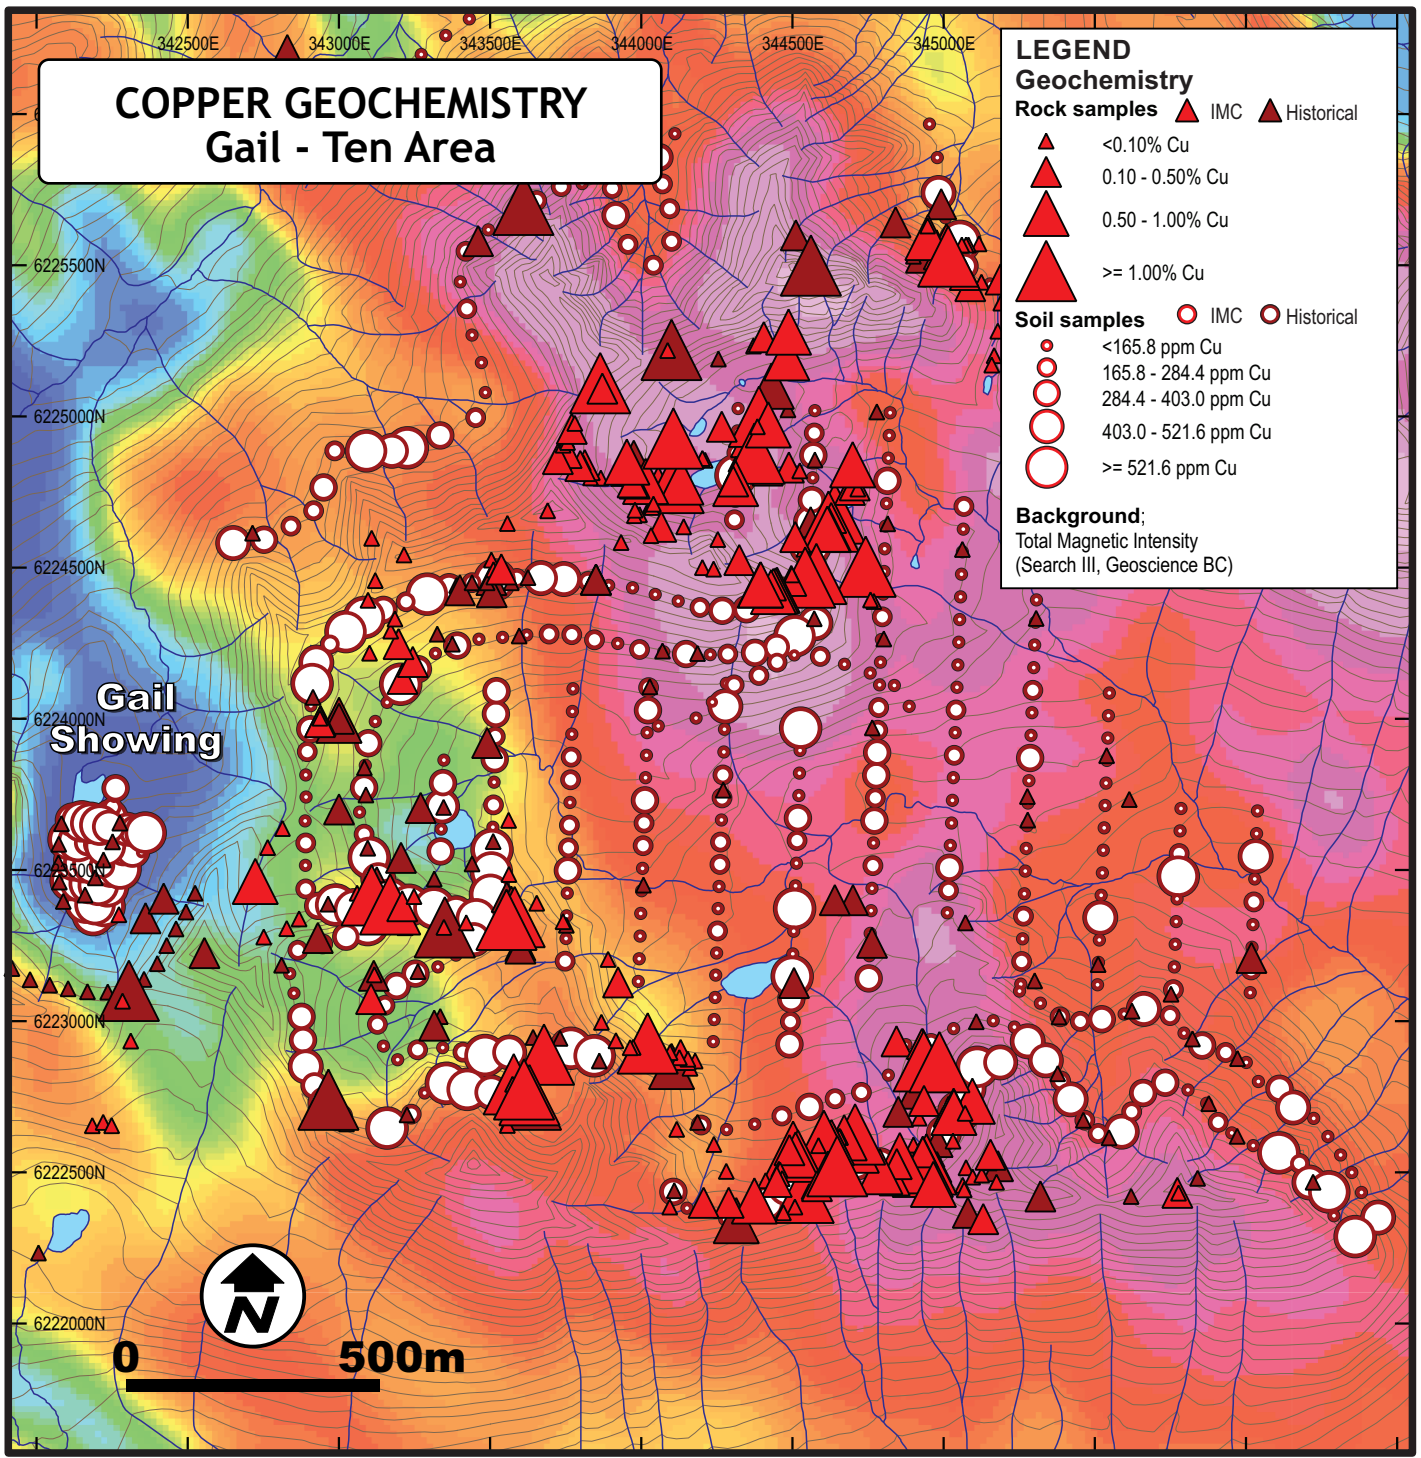 342500E 343000E 343500E 344000E 344500E 345000E
COPPER GEOCHEMISTRY
Gail - Ten Area
LEGEND
Geochemistry
Rock samples IMC Historical
<0.10% Cu
0.10 - 0.50% Cu
0.50 - 1.00% Cu
>= 1.00% Cu
Soil samples IMC Historical
<165.8 ppm Cu
165.8 - 284.4 ppm Cu
284.4 - 403.0 ppm Cu
403.0 - 521.6 ppm Cu
>= 521.6 ppm Cu
Background;
Total Magnetic Intensity
(Search III, Geoscience BC)
6225500N
6225000N
6224500N
Gail
6224000N
Showing
6223500N
6223000N
6222500N
N
6222000N
0 500m